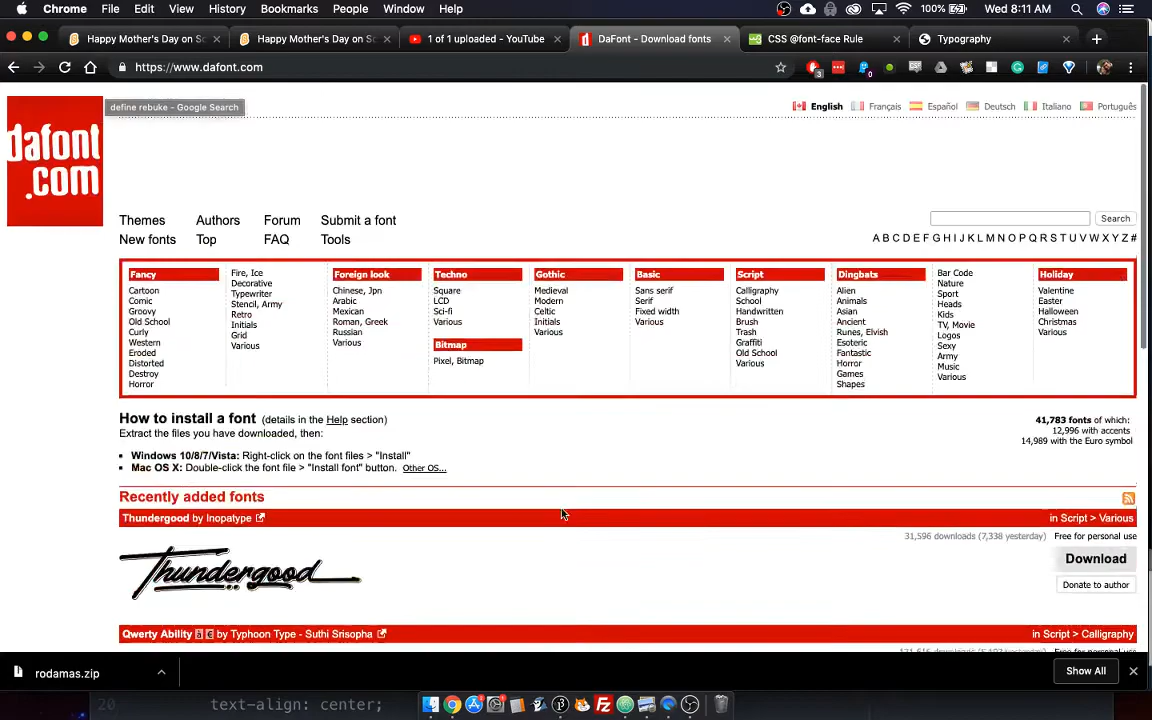 Chrome File Edit View History Bookmarks People Window Help 100% Wed 8:11 AM
Happy Mother's Day on S Happy Mother's Day on S 1 of 1 uploaded - YouTube DaFont - Download fonts CSS @font-face Rule Typography
https://www.dafont.com
define rebuke - Google Search
English Français Español Deutsch Italiano Português
dafont
.com
Themes Authors Forum Submit a font
New fonts Top FAQ Tools
Search
A B C D E F G H I J K L M N O P Q R S T U V W X Y Z #
Fancy
Cartoon
Comic
Groovy
Old School
Curly
Western
Eroded
Distorted
Destroy
Horror
Fire, Ice
Decorative
Typewriter
Stencil, Army
Retro
Initials
Grid
Various
Foreign look
Chinese, Jpn
Arabic
Mexican
Roman, Greek
Russian
Various
Techno
Square
LCD
Sci-fi
Various
Bitmap
Pixel, Bitmap
Gothic
Medieval
Modern
Celtic
Initials
Various
Basic
Sans serif
Serif
Fixed width
Various
Script
Calligraphy
School
Handwritten
Brush
Trash
Graffiti
Old School
Various
Dingbats
Alien
Animals
Asian
Ancient
Runes, Elvish
Esoteric
Fantastic
Horror
Games
Shapes
Bar Code
Nature
Sport
Heads
Kids
TV, Movie
Logos
Sexy
Army
Music
Various
Holiday
Valentine
Easter
Halloween
Christmas
Various
How to install a font (details in the Help section)
Extract the files you have downloaded, then:
Windows 10/8/7/Vista: Right-click on the font files > "Install"
Mac OS X: Double-click the font file > "Install font" button. Other OS...
41,783 fonts of which:
12,996 with accents
14,989 with the Euro symbol
Recently added fonts
Thundergood by Inopatype in Script > Various
31,596 downloads (7,338 yesterday) Free for personal use
Thundergood
Download
Donate to author
Qwerty Ability à € by Typhoon Type - Suthi Srisopha in Script > Calligraphy
rodamas.zip
Show All
20 text-align: center;